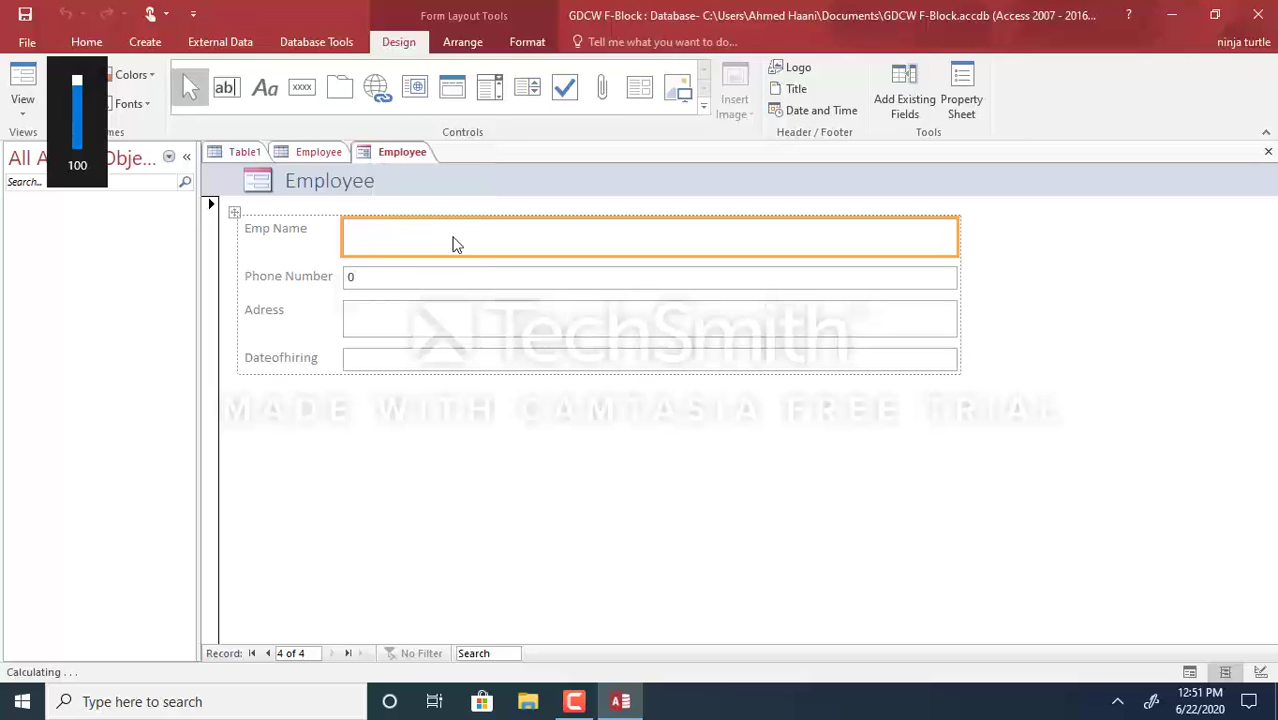 Form Layout Tools
GDCW F-Block : Database- C:\Users\Ahmed Haani\Documents\GDCW F-Block.accdb (Access 2007 - 2016...
?
File
Home
Create
External Data
Database Tools
Design
Arrange
Format
Tell me what you want to do...
ninja turtle
View
Colors
Fonts
100
ab|
Aa
xxxx
Insert
Image
Logo
Title
Date and Time
Add Existing
Fields
Property
Sheet
Views
mes
Controls
Header / Footer
Tools
All A
Obje...
Search..
Table1
Employee
Employee
Employee
Emp Name
Phone Number
0
Adress
Dateofhiring
TechSmith
MADE WITH CAMTASIA FREE TRIAL
Record:
4 of 4
No Filter
Search
Calculating . . .
Type here to search
12:51 PM
6/22/2020